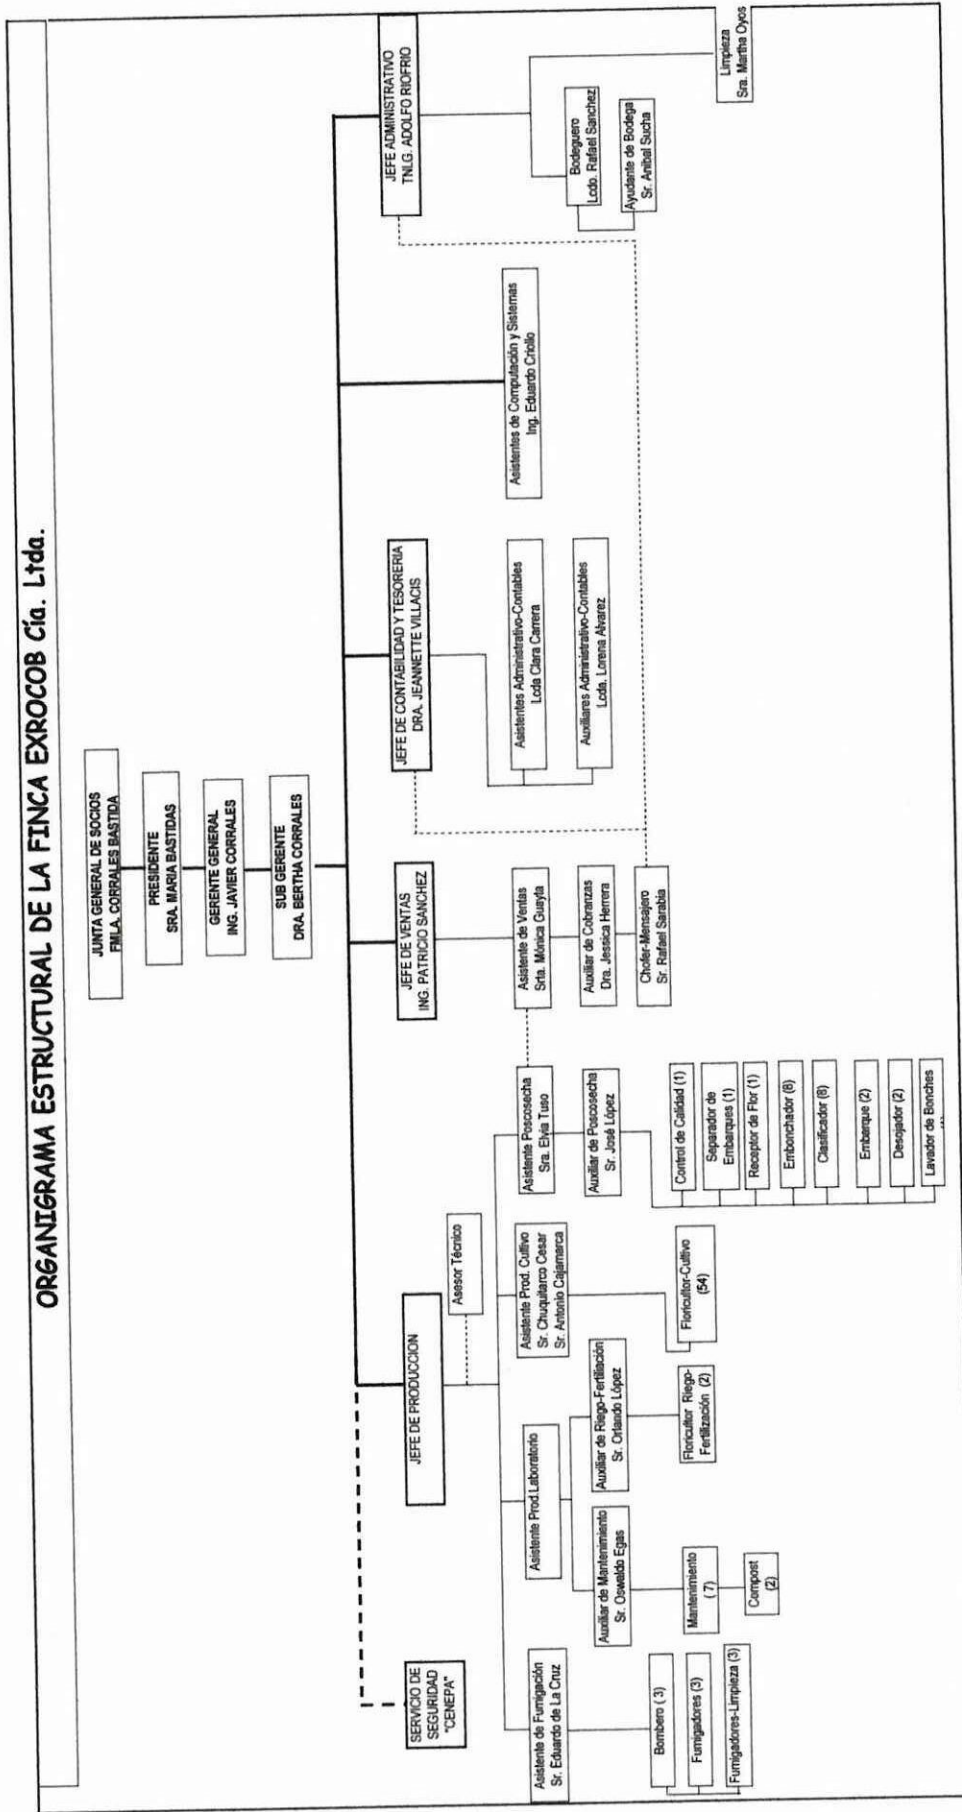 ORGANIGRAMA ESTRUCTURAL DE LA FINCA EXROCOB Cía. Ltda.
JUNTA GENERAL DE SOCIOS
FMLA. CORRALES BASTIDA
PRESIDENTE
SRA. MARIA BASTIDAS
GERENTE GENERAL
ING. JAVIER CORRALES
SUB GERENTE
DRA. BERTHA CORRALES
SERVICIO DE
SEGURIDAD
"CENEPA"
JEFE DE PRODUCCION
JEFE DE VENTAS
ING. PATRICIO SANCHEZ
JEFE DE CONTABILIDAD Y TESORERIA
DRA. JEANNETTE VILLACIS
JEFE ADMINISTRATIVO
TNLG. ADOLFO RIOFRIO
Asesor Técnico
Asistente de Fumigación
Sr. Eduardo de La Cruz
Bombero ( 3)
Fumigadores (3)
Fumigadores-Limpieza (3)
Asistente Prod.Laboratorio
Auxiliar de Mantenimiento
Sr. Oswaldo Egas
Mantenimiento
( 7)
Compost
(2)
Auxiliar de Riego-Fertiliación
Sr. Orlando López
Floricultor Riego-
Fertilización (2)
Asistente Prod. Cultivo
Sr. Chuquitarco Cesar
Sr. Antonio Cajamarca
Floricultor-Cultivo
(54)
Asistente Poscosecha
Sra. Elvia Tuso
Auxiliar de Poscosecha
Sr. José López
Control de Calidad (1)
Separador de
Embarques (1)
Receptor de Flor (1)
Embonchador (8)
Clasificador (8)
Embarque (2)
Desojador (2)
Lavador de Bonches
Asistente de Ventas
Srta. Mónica Guayta
Auxiliar de Cobranzas
Dra. Jessica Herrera
Chofer-Mensajero
Sr. Rafael Sarabia
Asistentes Administrativo-Contables
Lcda Clara Carrera
Auxiliares Administrativo-Contables
Lcda. Lorena Alvarez
Asistentes de Computación y Sistemas
Ing. Eduardo Criollo
Bodeguero
Lcdo. Rafael Sanchez
Ayudante de Bodega
Sr. Anibal Sucha
Limpieza
Sra. Martha Oyos